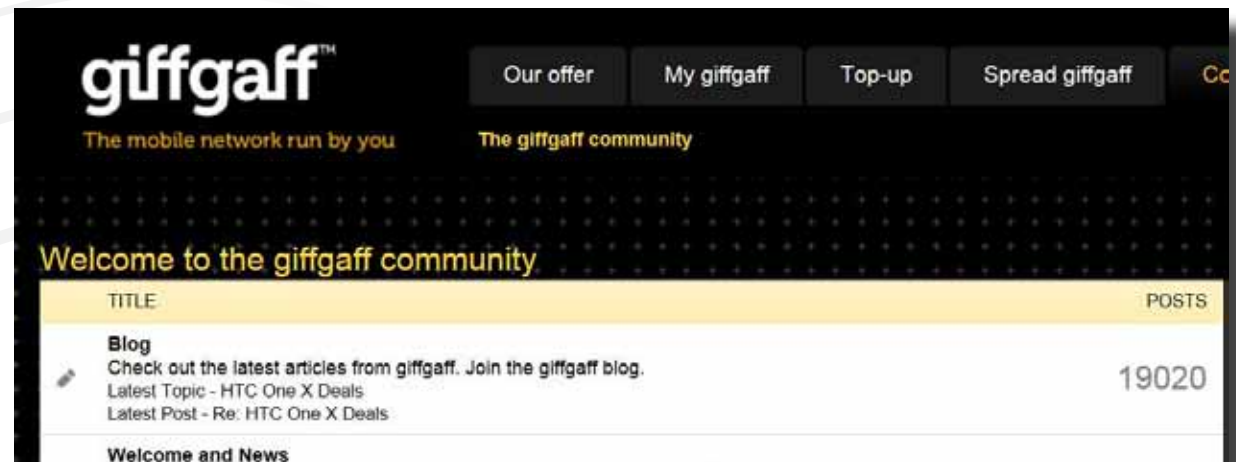 giffgaff™
Our offer
My giffgaff
Top-up
Spread giffgaff
The mobile network run by you
The giffgaff community
Welcome to the giffgaff community
TITLE
POSTS
Blog
Check out the latest articles from giffgaff. Join the giffgaff blog.
19020
Latest Topic - HTC One X Deals
Latest Post - Re: HTC One X Deals
Welcome and News